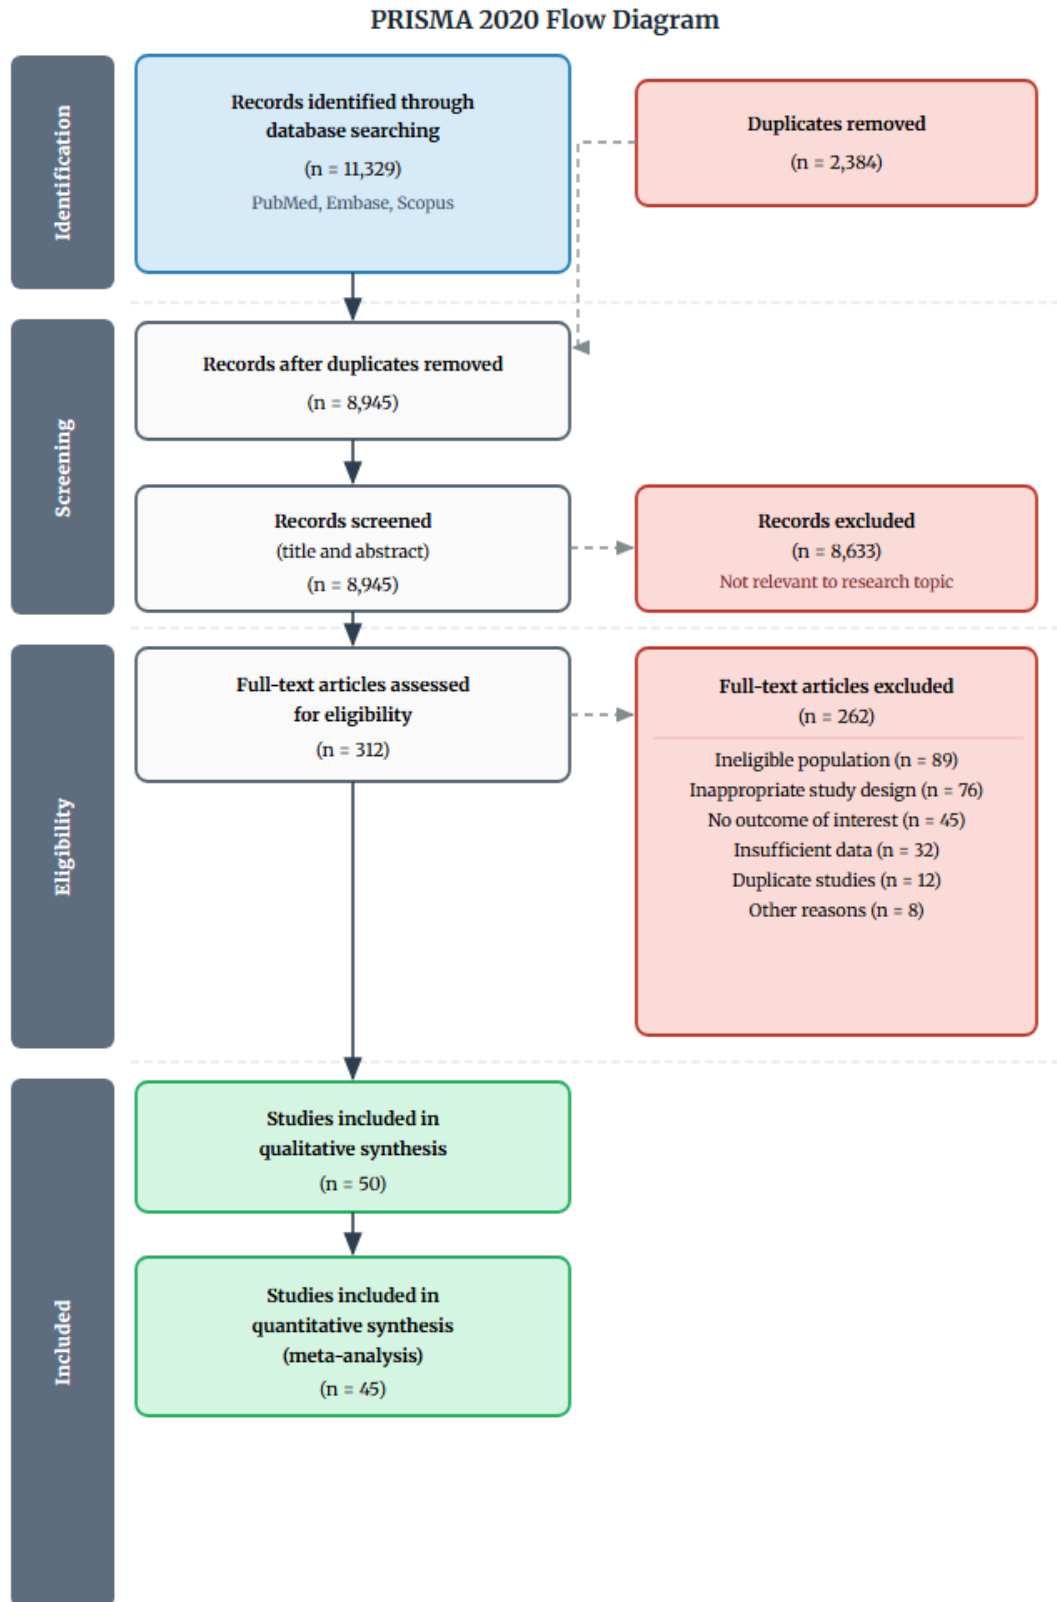 PRISMA 2020 Flow Diagram
Identification
Records identified through
database searching
(n = 11,329)
PubMed, Embase, Scopus
Duplicates removed
(n = 2,384)
Screening
Records after duplicates removed
(n = 8,945)
Records screened
(title and abstract)
(n = 8,945)
Records excluded
(n = 8,633)
Not relevant to research topic
Eligibility
Full-text articles assessed
for eligibility
(n = 312)
Full-text articles excluded
(n = 262)
Ineligible population (n = 89)
Inappropriate study design (n = 76)
No outcome of interest (n = 45)
Insufficient data (n = 32)
Duplicate studies (n = 12)
Other reasons (n = 8)
Included
Studies included in
qualitative synthesis
(n = 50)
Studies included in
quantitative synthesis
(meta-analysis)
(n = 45)